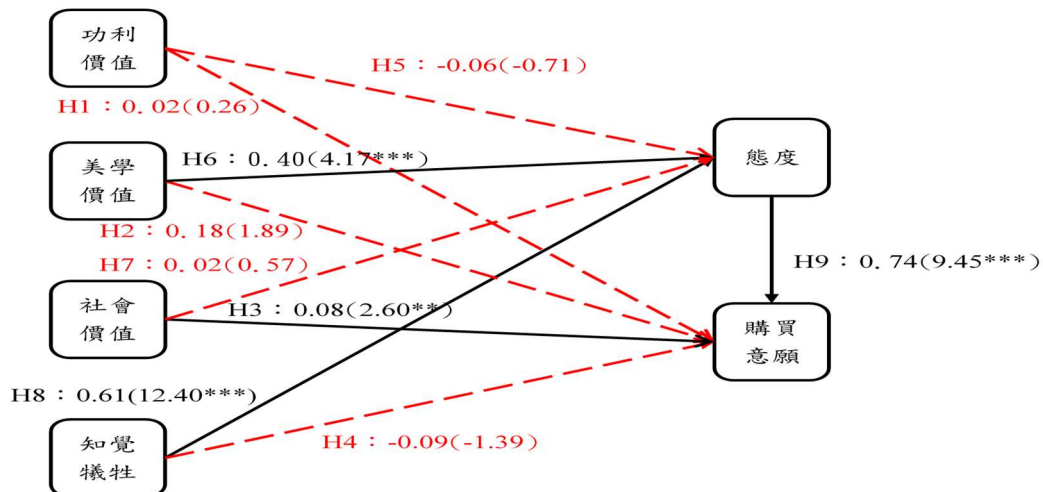 功利
價值
H5：-0.06(-0.71)
H1：0.02(0.26)
美學
價值
H6：0.40(4.17***)
態度
H2：0.18(1.89)
H7：0.02(0.57)
H9：0.74(9.45***)
社會
價值
H3：0.08(2.60**)
購買
意願
H8：0.61(12.40***)
知覺
犧牲
H4：-0.09(-1.39)